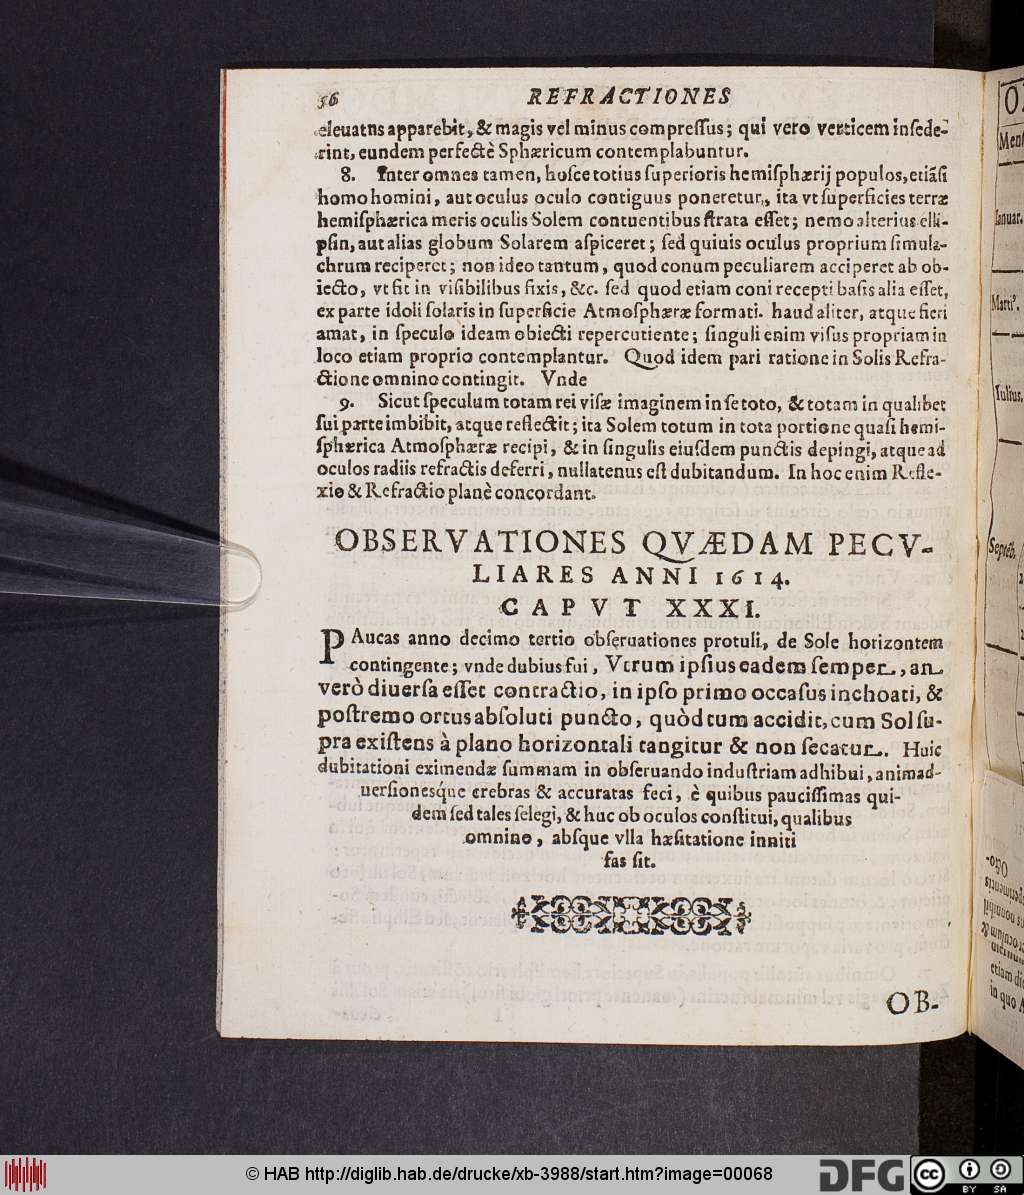 56 REFRACTIONES
eleuatus apparebit, & magis vel minus compressus; qui vero verticem insede-
rint, eundem perfectè Sphæricum contemplabuntur.
8. Inter omnes tamen, hosce totius superioris hemisphærij populos, etiãsi
homo homini, aut oculus oculo contiguus poneretur, ita vt superficies terræ
hemisphærica meris oculis Solem contuentibus strata esset; nemo alterius elli-
psin, aut alias globum Solarem aspiceret; sed quiuis oculus proprium simula-
chrum reciperet; non ideo tantum, quod conum peculiarem acciperet ab ob-
iecto, vt fit in visibilibus fixis, &c. sed quod etiam coni recepti basis alia esset,
ex parte idoli solaris in superficie Atmosphæræ formati. haud aliter, atque fieri
amat, in speculo ideam obiecti repercutiente; singuli enim visus propriam in
loco etiam proprio contemplantur. Quod idem pari ratione in Solis Refra-
ctione omnino contingit. Vnde
9. Sicut speculum totam rei visæ imaginem in se toto, & totam in qualibet
sui parte imbibit, atque reflectit; ita Solem totum in tota portione quasi hemi-
sphærica Atmosphæræ recipi, & in singulis eiusdem punctis depingi, atque ad
oculos radiis refractis deferri, nullatenus est dubitandum. In hoc enim Refle-
xio & Refractio planè concordant.
OBSERVATIONES QVÆDAM PECV-
LIARES ANNI 1614.
CAPVT XXXI.
PAucas anno decimo tertio obseruationes protuli, de Sole horizontem
contingente; vnde dubius fui, Vtrum ipsius eadem semper, an
verò diuersa esset contractio, in ipso primo occasus inchoati, &
postremo ortus absoluti puncto, quòd tum accidit, cum Sol su-
pra existens à plano horizontali tangitur & non secatur. Huic
dubitationi eximendæ summam in obseruando industriam adhibui, animad-
uersionesque crebras & accuratas feci, è quibus paucissimas qui-
dem sed tales selegi, & huc ob oculos constitui, qualibus
omnino, absque vlla hæsitatione inniti
fas sit.
OB-
Ianuar.
Marti9.
Iulius.
Septẽb.
© HAB http://diglib.hab.de/drucke/xb-3988/start.htm?image=00068
DFG
cc BY SA